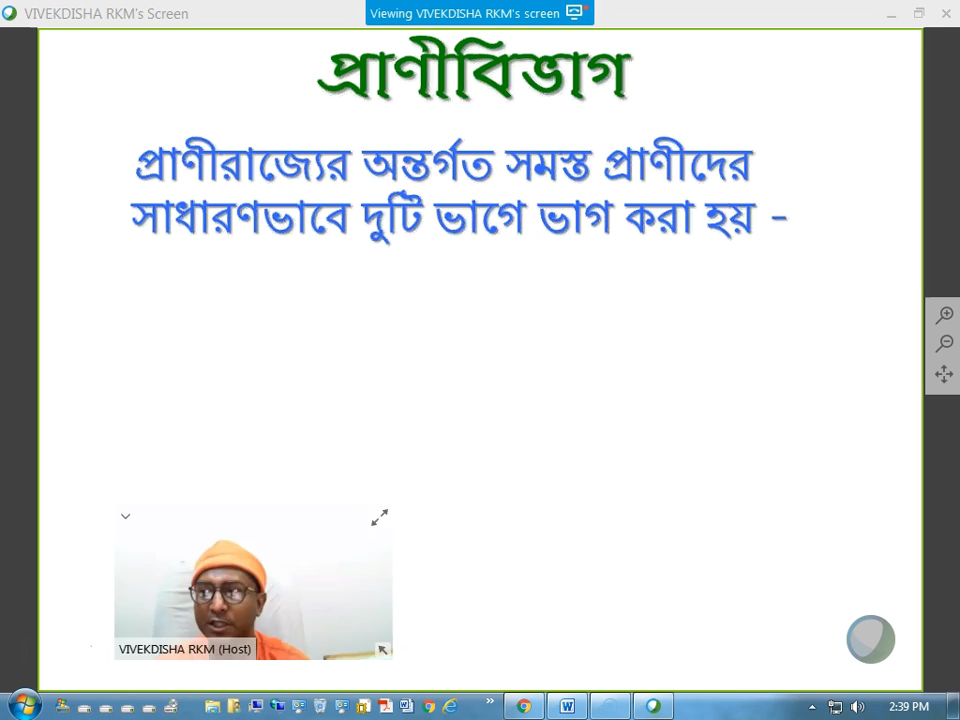 VIVEKDISHA RKM's Screen
Viewing VIVEKDISHA RKM's screen
প্রাণীবিভাগ
প্রাণীরাজ্যের অন্তর্গত সমস্ত প্রাণীদের
সাধারণভাবে দুটি ভাগে ভাগ করা হয় -
VIVEKDISHA RKM (Host)
2:39 PM